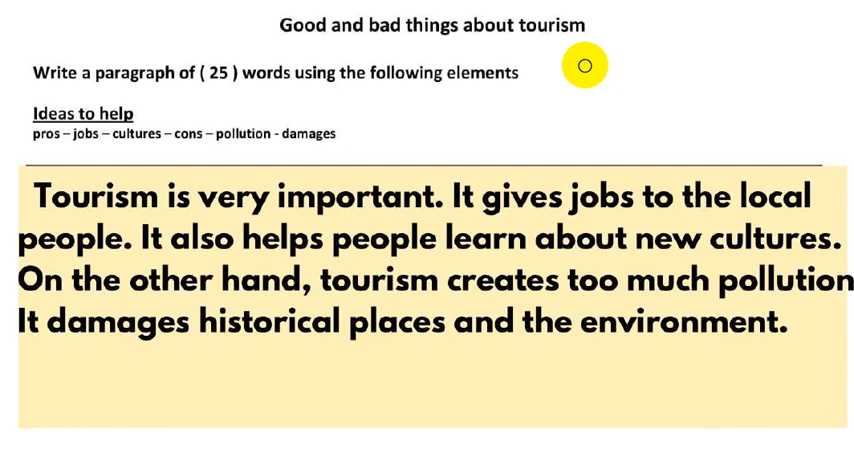 Good and bad things about tourism
Write a paragraph of ( 25 ) words using the following elements
Ideas to help
pros – jobs – cultures – cons – pollution - damages
Tourism is very important. It gives jobs to the local
people. It also helps people learn about new cultures.
On the other hand, tourism creates too much pollution
It damages historical places and the environment.